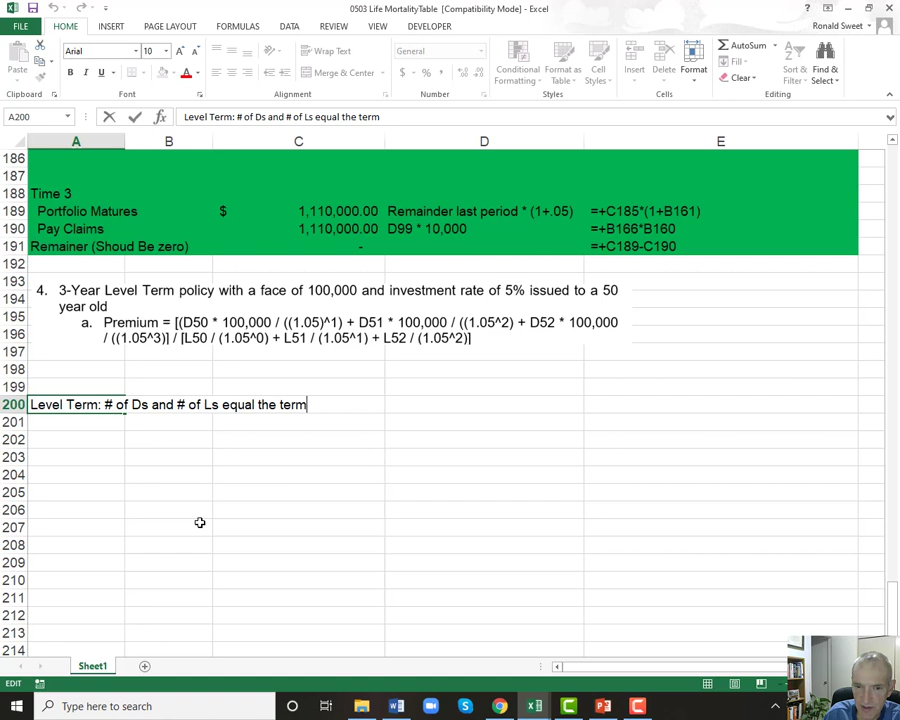 0503 Life MortalityTable [Compatibility Mode] - Excel
FILE HOME INSERT PAGE LAYOUT FORMULAS DATA REVIEW VIEW DEVELOPER Ronald Sweet
Paste
Arial 10
Wrap Text
General
Merge & Center
$ % ,
Conditional Formatting
Format as Table
Cell Styles
Insert Delete Format
AutoSum
Fill
Clear
Sort & Filter
Find & Select
Clipboard Font Alignment Number Styles Cells Editing
A200 Level Term: # of Ds and # of Ls equal the term
A B C D E
186
187
188 Time 3
189 Portfolio Matures $ 1,110,000.00 Remainder last period * (1+.05) =+C185*(1+B161)
190 Pay Claims 1,110,000.00 D99 * 10,000 =+B166*B160
191 Remainer (Shoud Be zero) - =+C189-C190
192
193
4. 3-Year Level Term policy with a face of 100,000 and investment rate of 5% issued to a 50
194
year old
195
a. Premium = [(D50 * 100,000 / ((1.05)^1) + D51 * 100,000 / ((1.05^2) + D52 * 100,000
196
/ ((1.05^3)] / [L50 / (1.05^0) + L51 / (1.05^1) + L52 / (1.05^2)]
197
198
199
200 Level Term: # of Ds and # of Ls equal the term
201
202
203
204
205
206
207
208
209
210
211
212
213
214
Sheet1
EDIT
Type here to search